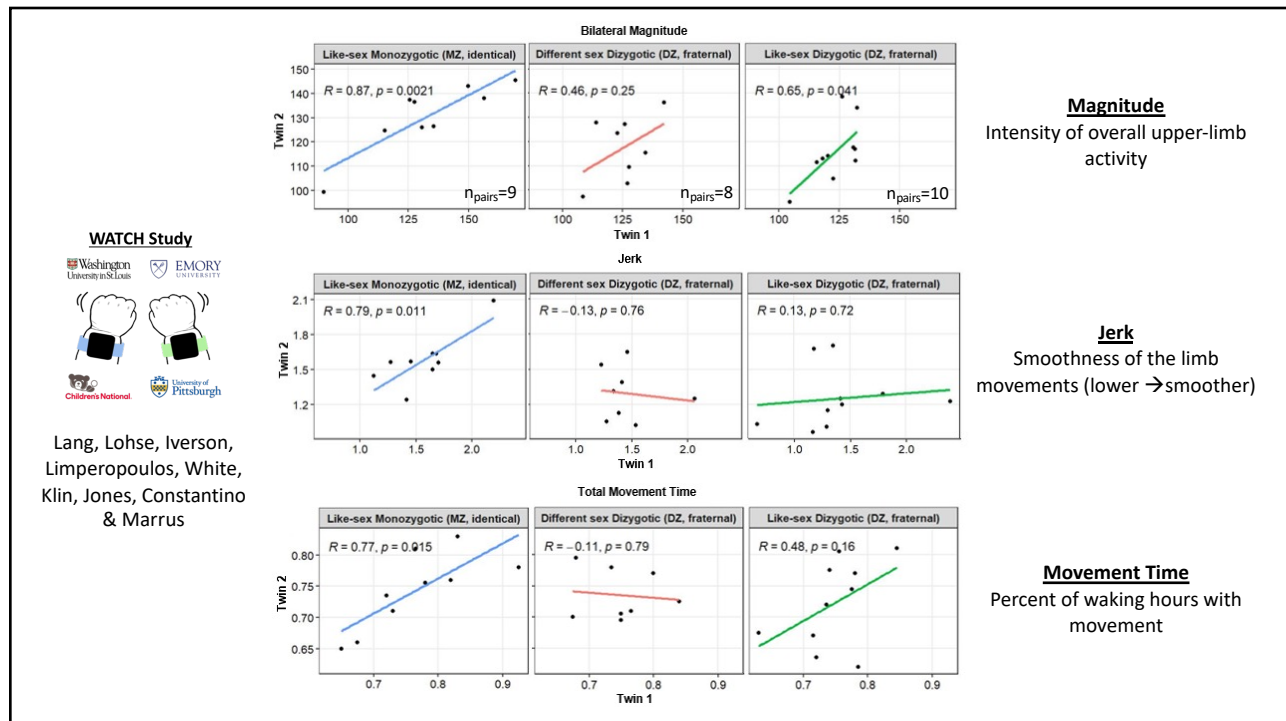 Bilateral Magnitude
Like-sex Monozygotic (MZ, identical)
Different sex Dizygotic (DZ, fraternal)
Like-sex Dizygotic (DZ, fraternal)
R = 0.87, p = 0.0021
R = 0.46, p = 0.25
R = 0.65, p = 0.041
150
140
130
120
110
100
Twin 2
n_pairs=9
n_pairs=8
n_pairs=10
100 125 150
100 125 150
100 125 150
Twin 1
Magnitude
Intensity of overall upper-limb
activity
WATCH Study
Washington
University in St. Louis
EMORY
UNIVERSITY
Children's National.
University of
Pittsburgh
Lang, Lohse, Iverson,
Limperopoulos, White,
Klin, Jones, Constantino
& Marrus
Jerk
Like-sex Monozygotic (MZ, identical)
Different sex Dizygotic (DZ, fraternal)
Like-sex Dizygotic (DZ, fraternal)
R = 0.79, p = 0.011
R = −0.13, p = 0.76
R = 0.13, p = 0.72
2.1
1.8
1.5
1.2
Twin 2
1.0 1.5 2.0
1.0 1.5 2.0
1.0 1.5 2.0
Twin 1
Jerk
Smoothness of the limb
movements (lower →smoother)
Total Movement Time
Like-sex Monozygotic (MZ, identical)
Different sex Dizygotic (DZ, fraternal)
Like-sex Dizygotic (DZ, fraternal)
R = 0.77, p = 0.015
R = −0.11, p = 0.79
R = 0.48, p = 0.16
0.80
0.75
0.70
0.65
Twin 2
0.7 0.8 0.9
0.7 0.8 0.9
0.7 0.8 0.9
Twin 1
Movement Time
Percent of waking hours with
movement